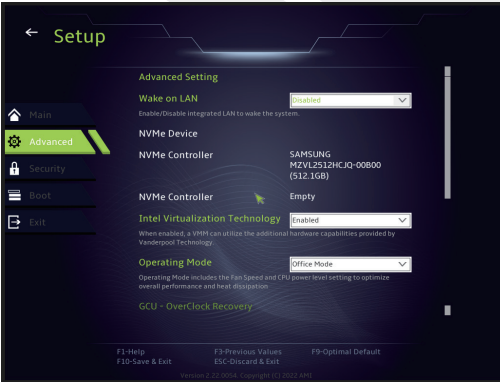 Setup
Advanced Setting
Wake on LAN Disabled
Enable/Disable integrated LAN to wake the system.
NVMe Device
NVMe Controller SAMSUNG
MZVL2512HCJQ-00B00
(512.1GB)
NVMe Controller Empty
Intel Virtualization Technology Enabled
When enabled, a VMM can utilize the additional hardware capabilities provided by
Vanderpool Technology.
Operating Mode Office Mode
Operating Mode includes the Fan Speed and CPU power level setting to optimize
overall performance and heat dissipation
GCU - OverClock Recovery
Main
Advanced
Security
Boot
Exit
F1-Help F3-Previous Values F9-Optimal Default
F10-Save & Exit ESC-Discard & Exit
Version 2.22.0054. Copyright (C) 2022 AMI